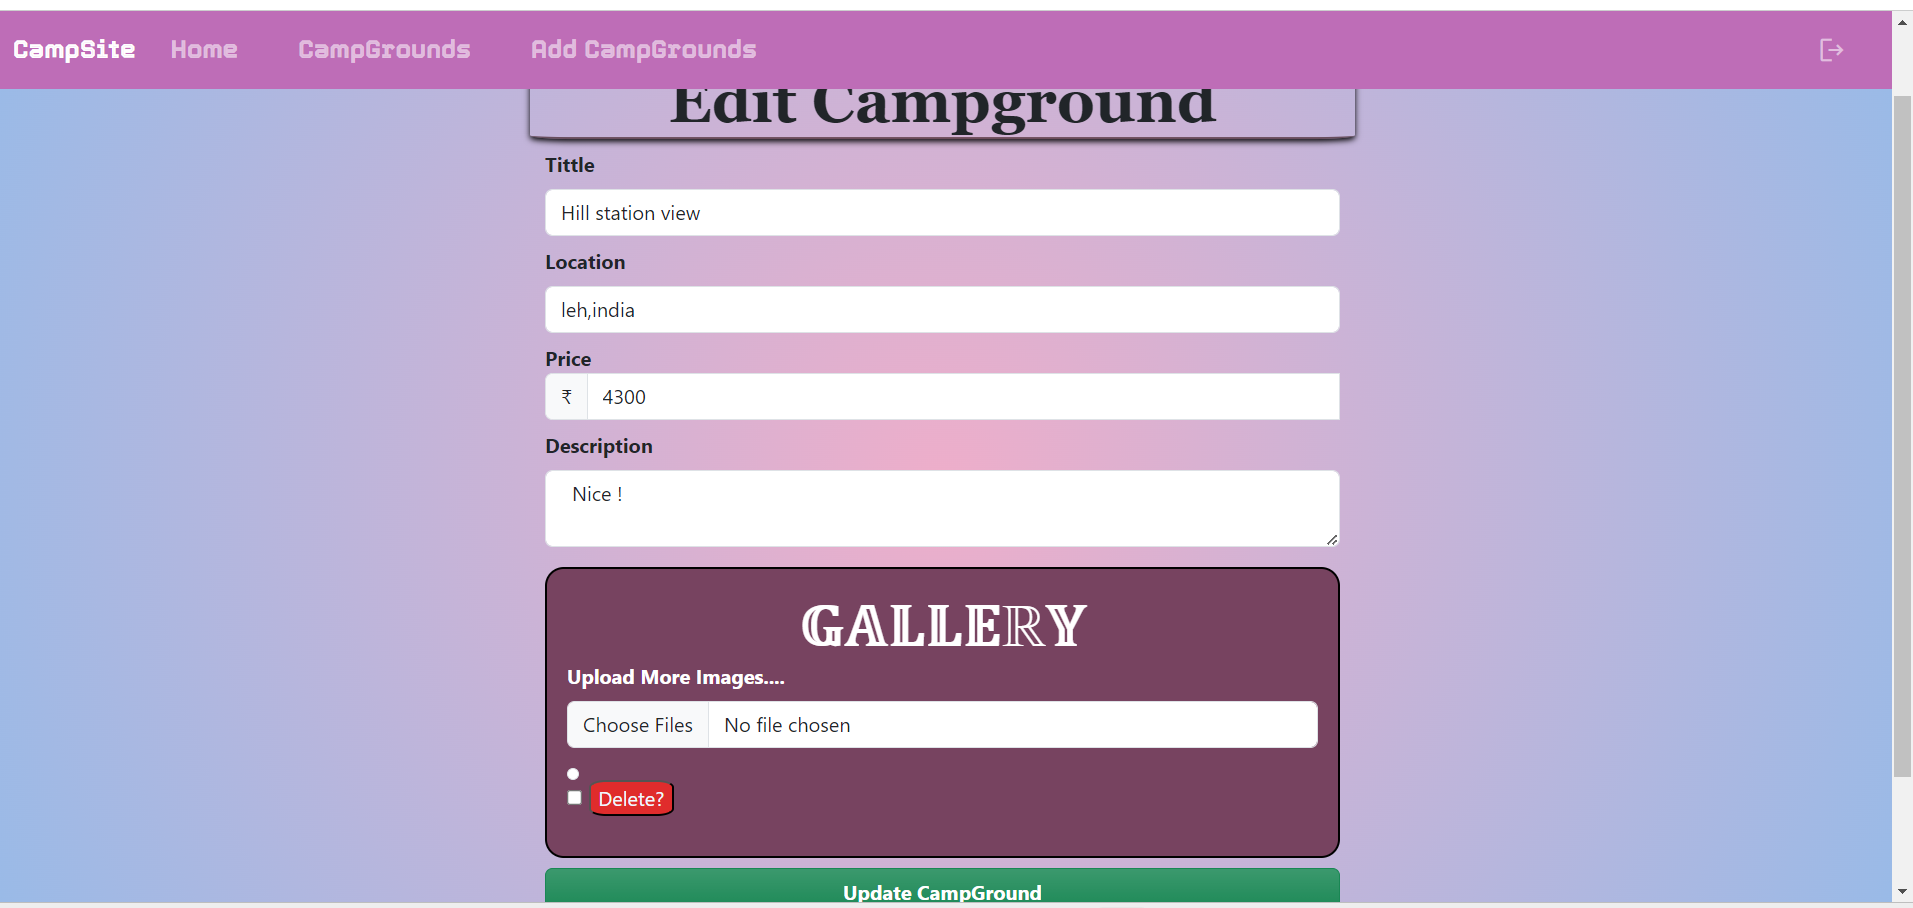 CampSite Home CampGrounds Add CampGrounds
Edit Campground
Tittle
Hill station view
Location
leh,india
Price
₹ 4300
Description
Nice !
GALLERY
Upload More Images....
Choose Files No file chosen
Delete?
Update CampGround